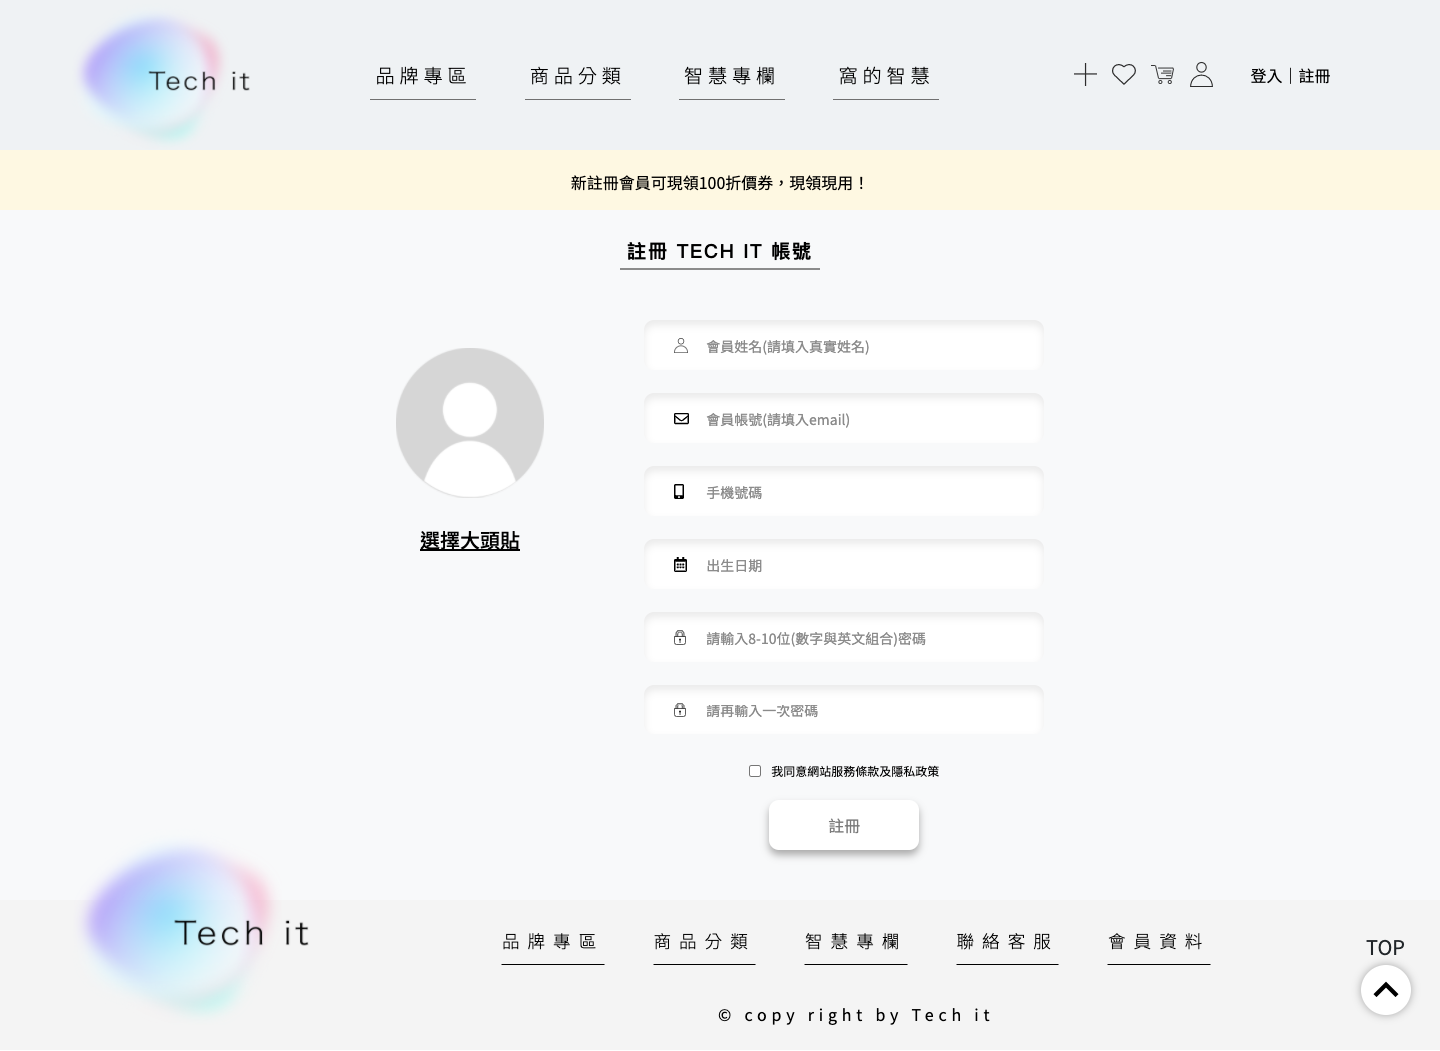 Tech it
品牌專區
商品分類
智慧專欄
窩的智慧
登入｜註冊
新註冊會員可現領100折價券，現領現用！
註冊 TECH IT 帳號
會員姓名(請填入真實姓名)
會員帳號(請填入email)
手機號碼
選擇大頭貼
出生日期
請輸入8-10位(數字與英文組合)密碼
請再輸入一次密碼
我同意網站服務條款及隱私政策
註冊
Tech it
品牌專區
商品分類
智慧專欄
聯絡客服
會員資料
TOP
© copy right by Tech it